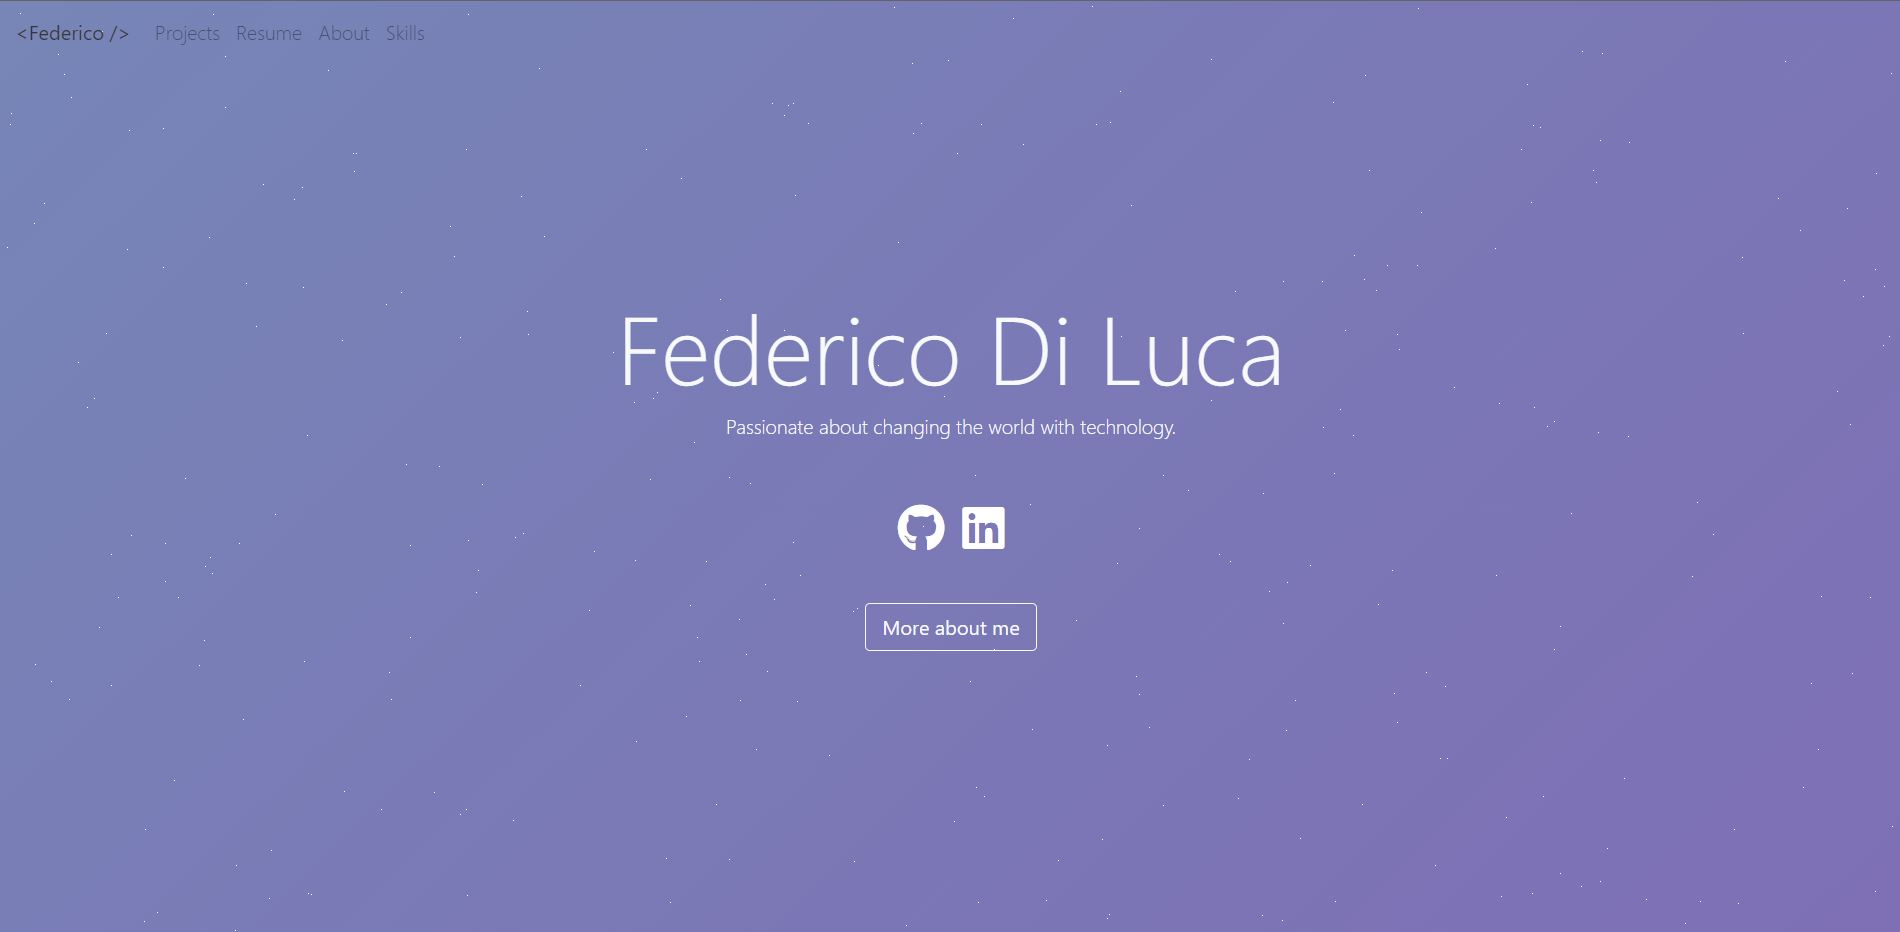 <Federico /> Projects Resume About Skills
Federico Di Luca
Passionate about changing the world with technology.
in
More about me